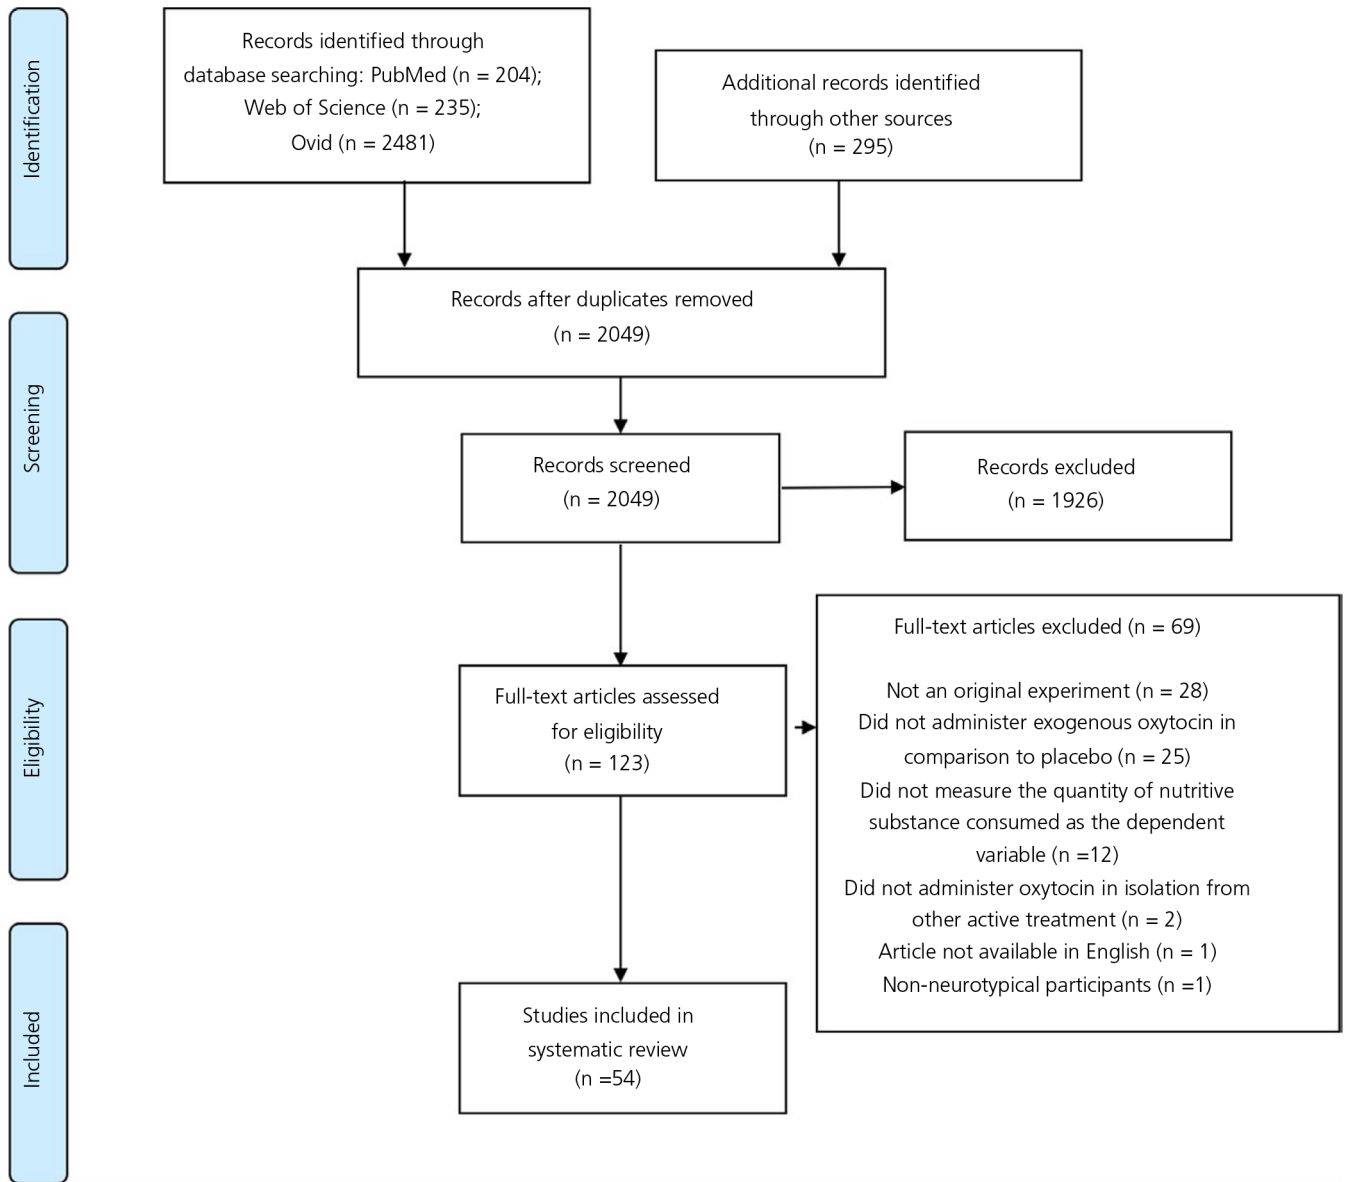 Identification
Records identified through
database searching: PubMed (n = 204);
Web of Science (n = 235);
Ovid (n = 2481)
Additional records identified
through other sources
(n = 295)
Records after duplicates removed
(n = 2049)
Screening
Records screened
(n = 2049)
Records excluded
(n = 1926)
Eligibility
Full-text articles assessed
for eligibility
(n = 123)
Full-text articles excluded (n = 69)
Not an original experiment (n = 28)
Did not administer exogenous oxytocin in
comparison to placebo (n = 25)
Did not measure the quantity of nutritive
substance consumed as the dependent
variable (n =12)
Did not administer oxytocin in isolation from
other active treatment (n = 2)
Article not available in English (n = 1)
Non-neurotypical participants (n =1)
Included
Studies included in
systematic review
(n =54)